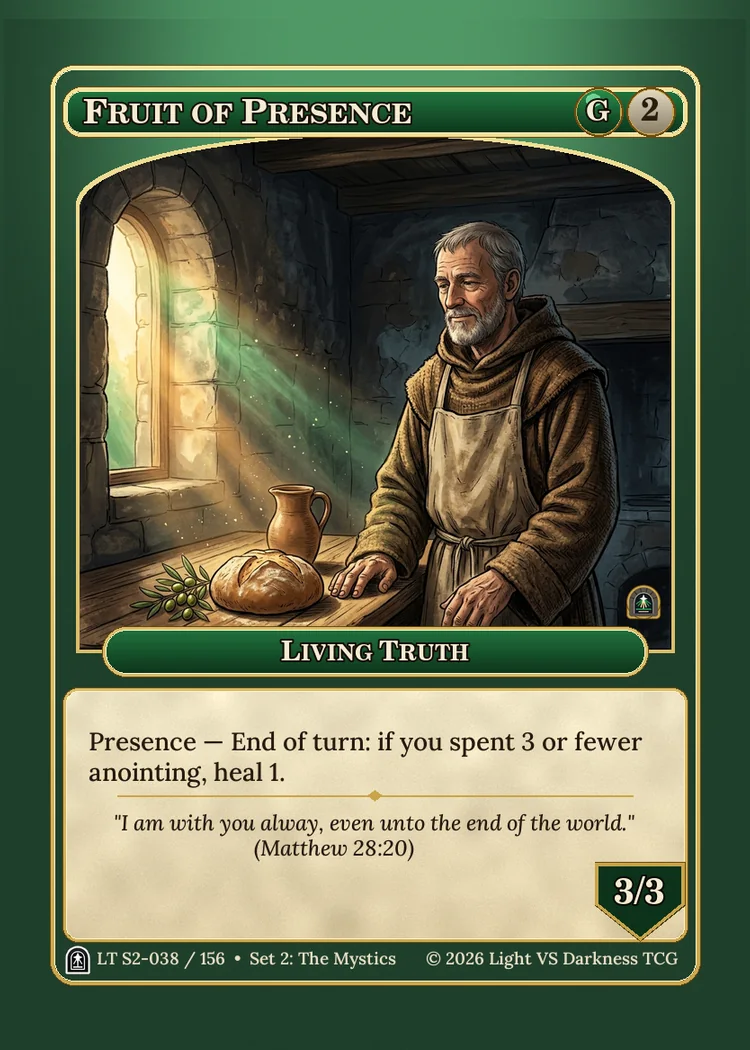 Fruit of Presence
G 2
Living Truth
Presence — End of turn: if you spent 3 or fewer
anointing, heal 1.
"I am with you alway, even unto the end of the world."
(Matthew 28:20)
3/3
LT S2-038 / 156 • Set 2: The Mystics © 2026 Light VS Darkness TCG